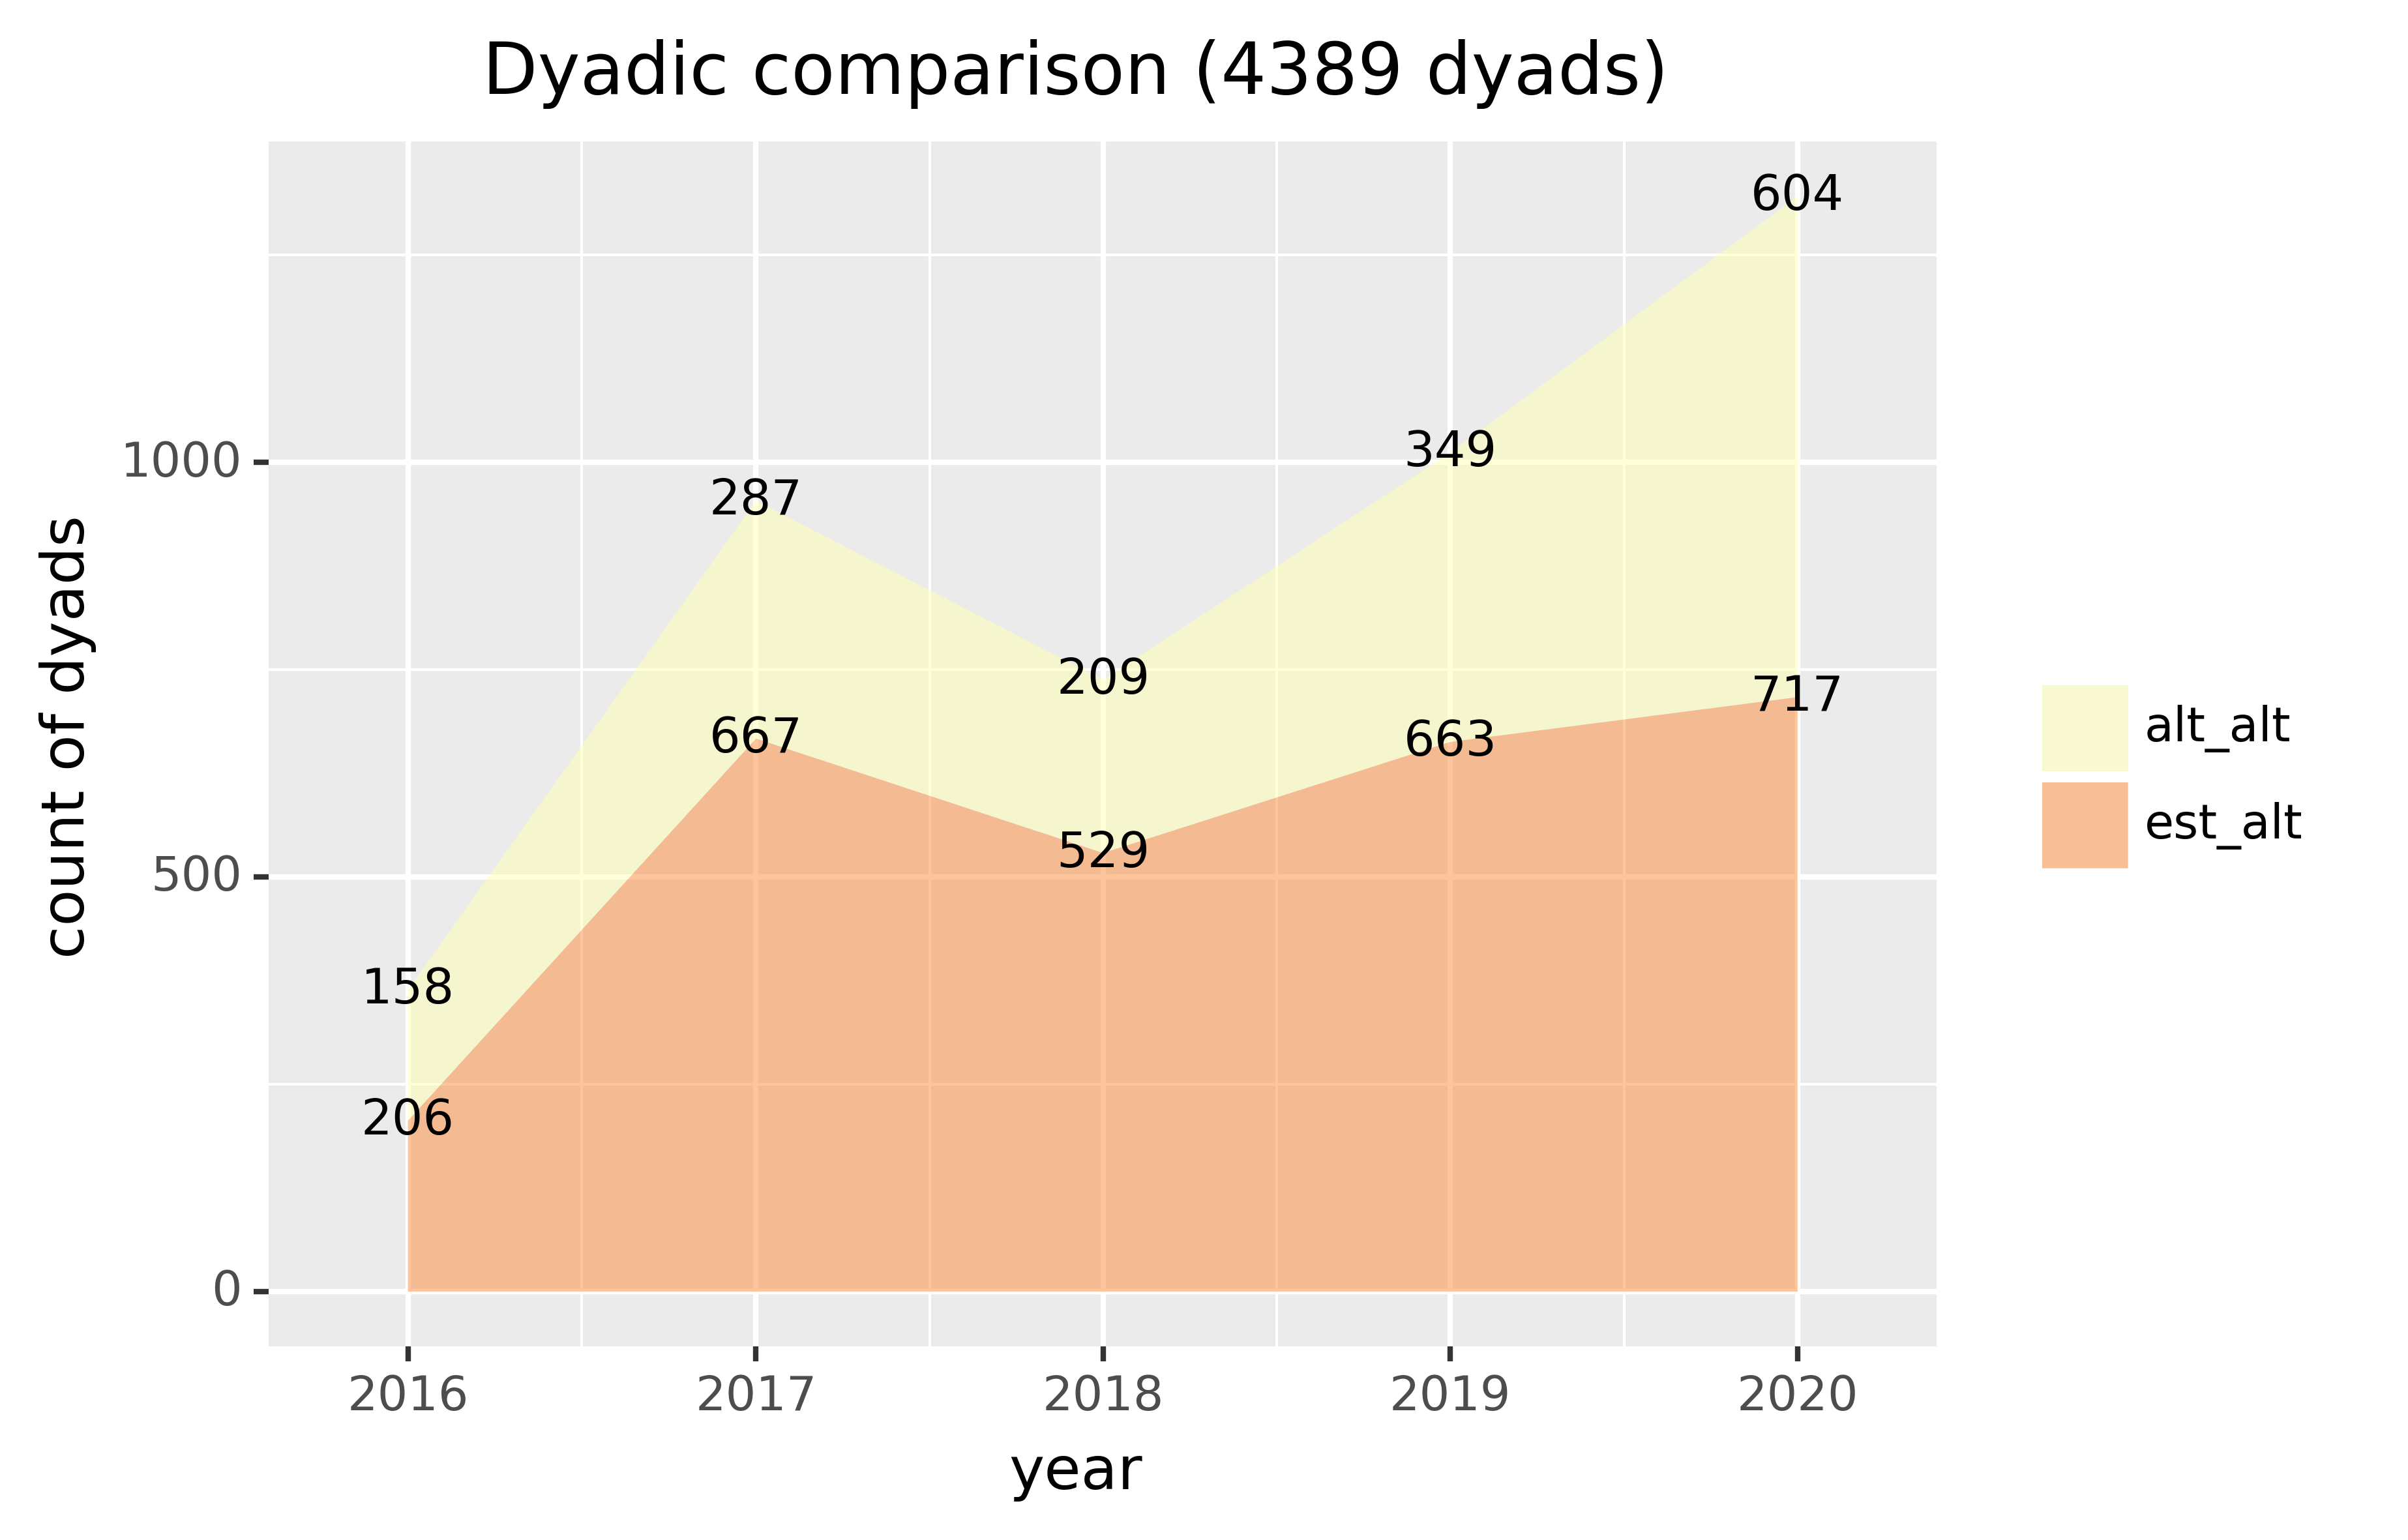 Dyadic comparison (4389 dyads)
count of dyads
1000
500
0
604
287
349
209
667
663
717
529
158
206
alt_alt
est_alt
2016 2017 2018 2019 2020
year